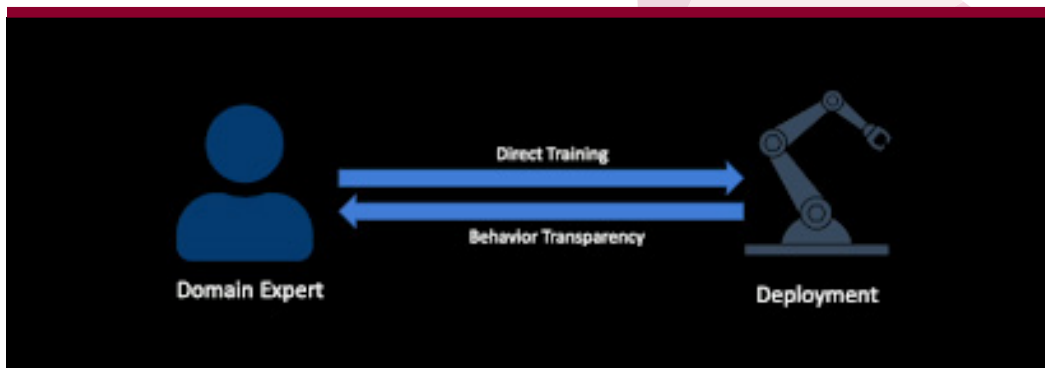 Direct Training
Behavior Transparency
Domain Expert
Deployment